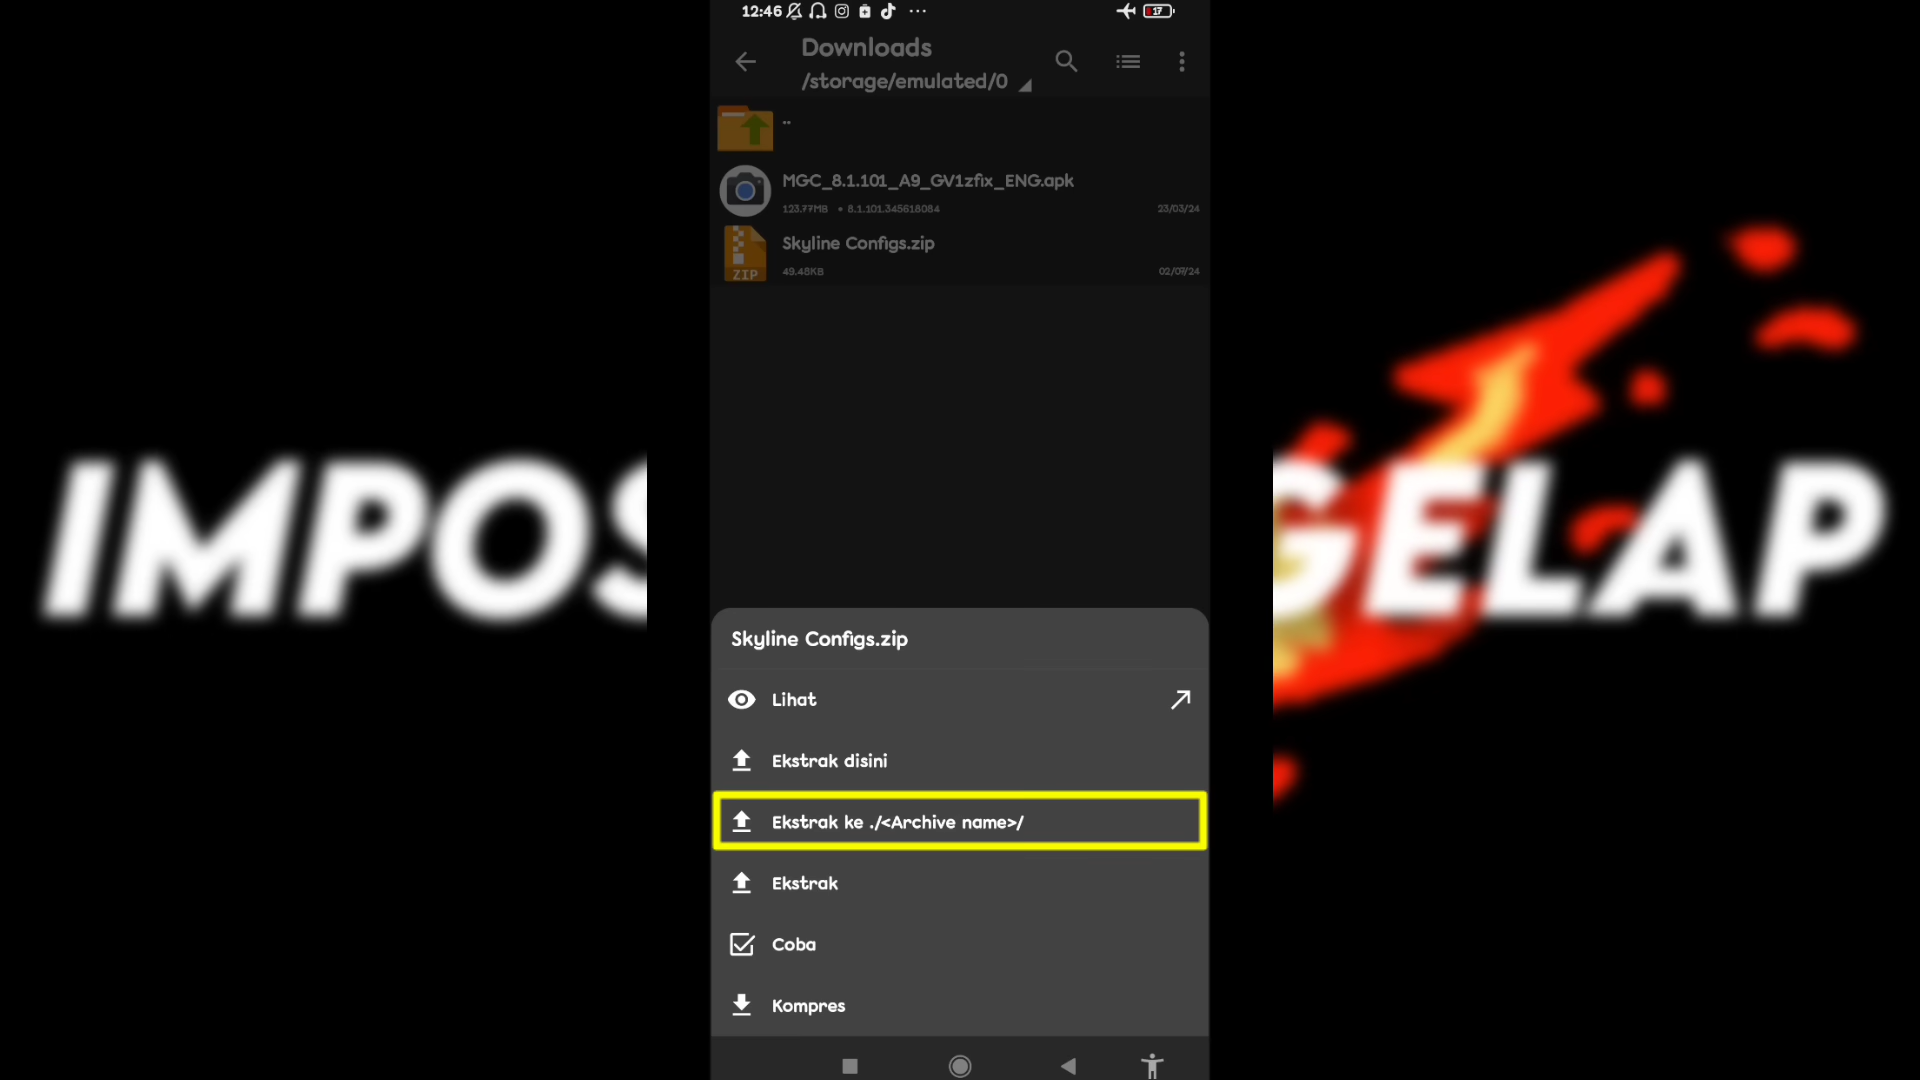 12:46
17
Downloads
/storage/emulated/0
..
MGC_8.1.101_A9_GV1zfix_ENG.apk
123.77MB • 8.1.101.345618084
23/03/24
Skyline Configs.zip
ZIP
49.48KB
02/07/24
IMPOS
GELAP
Skyline Configs.zip
Lihat
Ekstrak disini
Ekstrak ke ./<Archive name>/
Ekstrak
Coba
Kompres